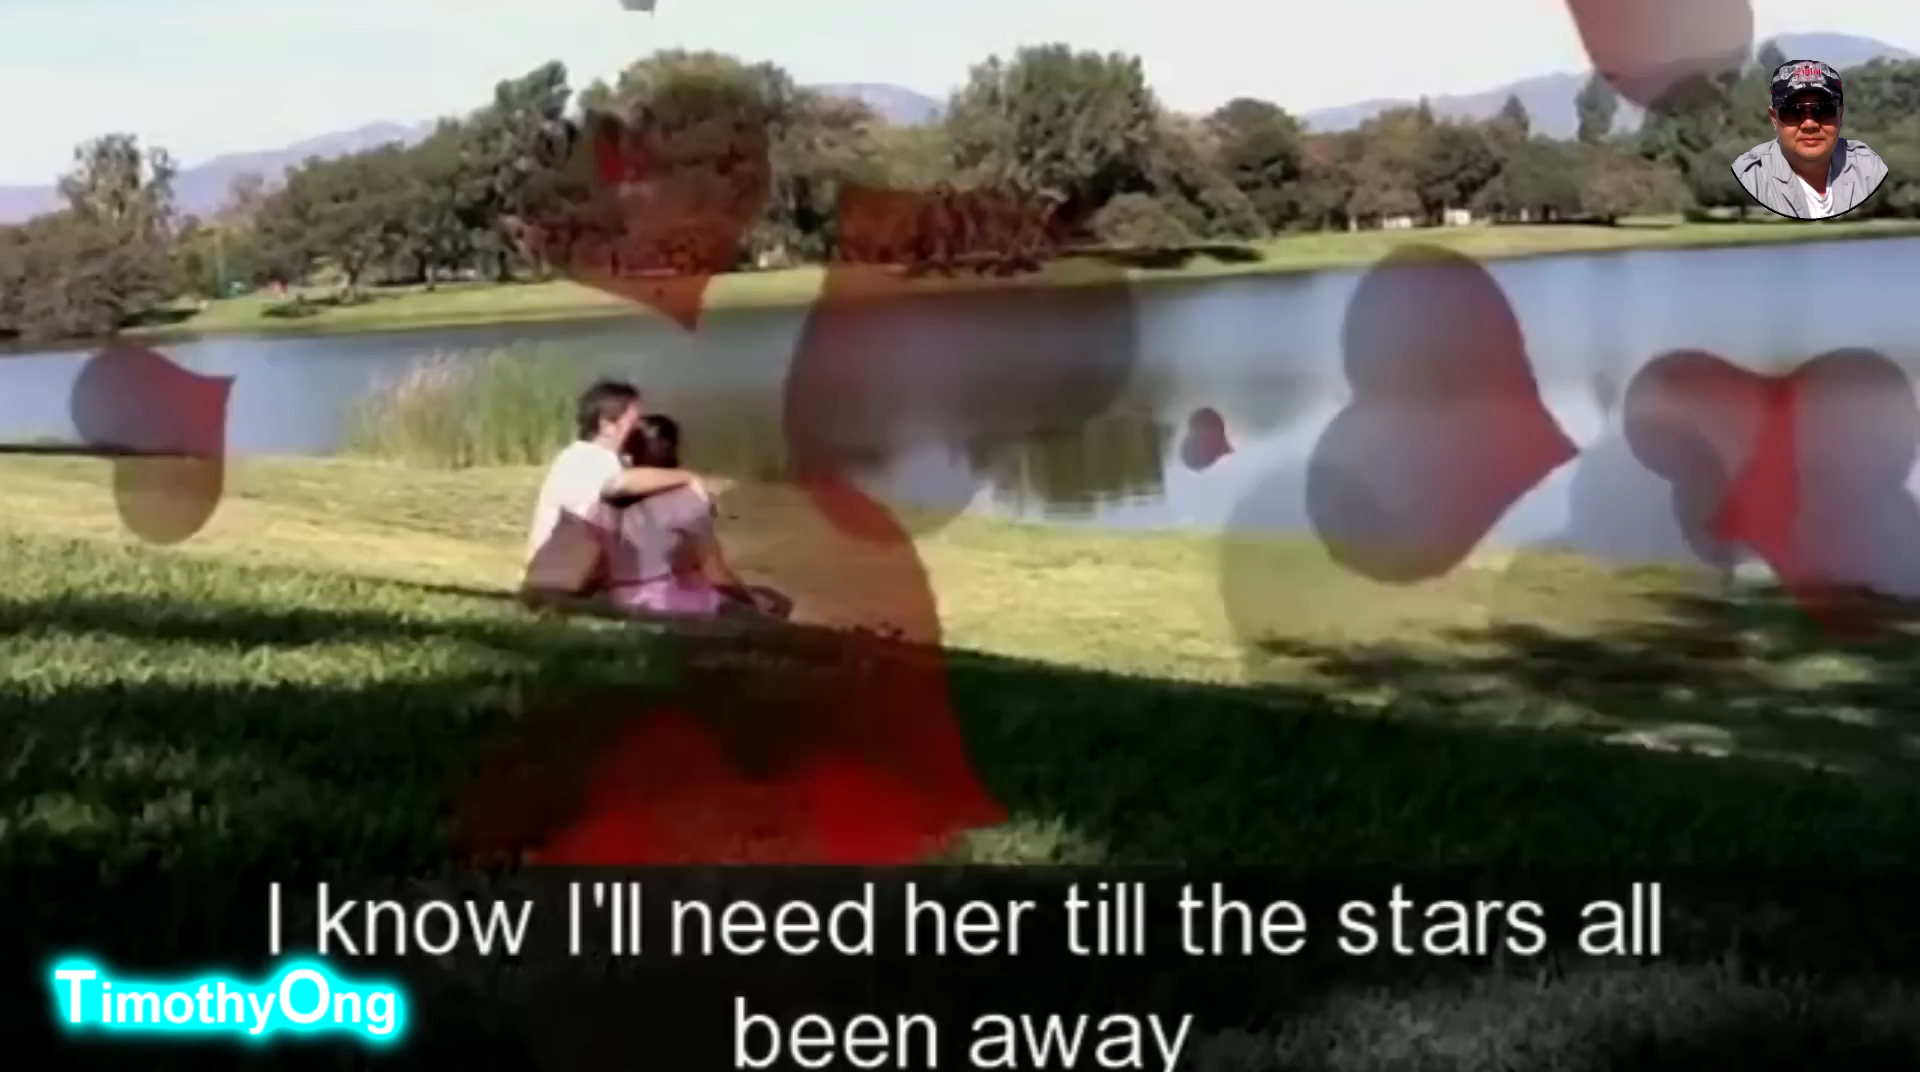 I know I'll need her till the stars all
been away
TimothyOng